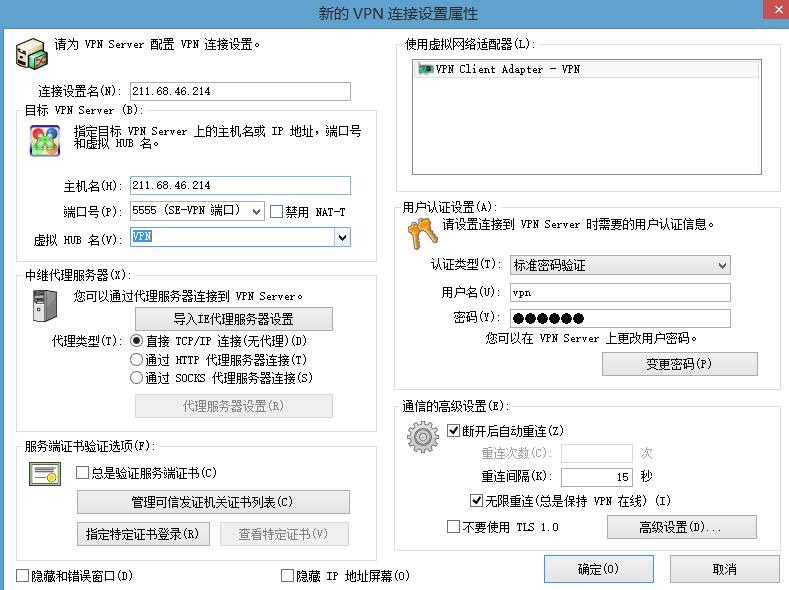 新的 VPN 连接设置属性
请为 VPN Server 配置 VPN 连接设置。
连接设置名(N): 211.68.46.214
目标 VPN Server (B):
指定目标 VPN Server 上的主机名或 IP 地址，端口号
和虚拟 HUB 名。
主机名(H): 211.68.46.214
端口号(P): 5555 (SE-VPN 端口) 禁用 NAT-T
虚拟 HUB 名(V): VPN
中继代理服务器(X):
您可以通过代理服务器连接到 VPN Server。
导入IE代理服务器设置
代理类型(T): 直接 TCP/IP 连接(无代理)(D)
通过 HTTP 代理服务器连接(T)
通过 SOCKS 代理服务器连接(S)
代理服务器设置(R)
服务端证书验证选项(F):
总是验证服务端证书(C)
管理可信发证机关证书列表(C)
指定特定证书登录(R) 查看特定证书(V)
使用虚拟网络适配器(L):
VPN Client Adapter - VPN
用户认证设置(A):
请设置连接到 VPN Server 时需要的用户认证信息。
认证类型(T): 标准密码验证
用户名(U): vpn
密码(Y): ●●●●●●
您可以在 VPN Server 上更改用户密码。
变更密码(P)
通信的高级设置(E):
断开后自动重连(Z)
重连次数(C): 次
重连间隔(K): 15 秒
无限重连(总是保持 VPN 在线) (I)
不要使用 TLS 1.0 高级设置(D)...
隐藏和错误窗口(D) 隐藏 IP 地址屏幕(O) 确定(O) 取消